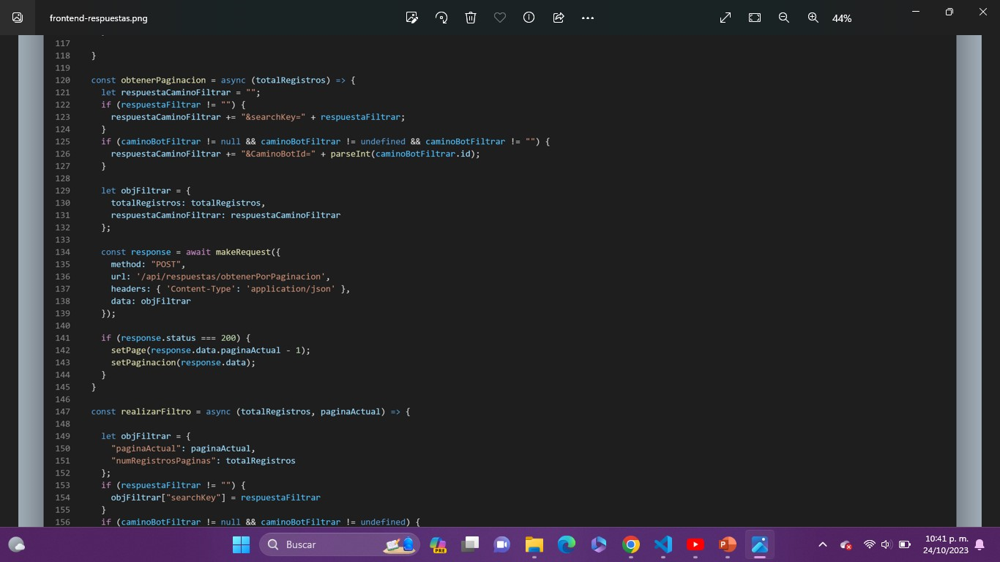 frontend-respuestas.png
44%
117
118 }
119
120 const obtenerPaginacion = async (totalRegistros) => {
121 let respuestaCaminoFiltrar = "";
122 if (respuestaFiltrar != "") {
123 respuestaCaminoFiltrar += "&searchKey=" + respuestaFiltrar;
124 }
125 if (caminoBotFiltrar != null && caminoBotFiltrar != undefined && caminoBotFiltrar != "") {
126 respuestaCaminoFiltrar += "&CaminoBotId=" + parseInt(caminoBotFiltrar.id);
127 }
128
129 let objFiltrar = {
130 totalRegistros: totalRegistros,
131 respuestaCaminoFiltrar: respuestaCaminoFiltrar
132 };
133
134 const response = await makeRequest({
135 method: "POST",
136 url: '/api/respuestas/obtenerPorPaginacion',
137 headers: { 'Content-Type': 'application/json' },
138 data: objFiltrar
139 });
140
141 if (response.status === 200) {
142 setPage(response.data.paginaActual - 1);
143 setPaginacion(response.data);
144 }
145 }
146
147 const realizarFiltro = async (totalRegistros, paginaActual) => {
148
149 let objFiltrar = {
150 "paginaActual": paginaActual,
151 "numRegistrosPaginas": totalRegistros
152 };
153 if (respuestaFiltrar != "") {
154 objFiltrar["searchKey"] = respuestaFiltrar
155 }
156 if (caminoBotFiltrar != null && caminoBotFiltrar != undefined) {
Buscar
PRE
10:41 p. m.
24/10/2023